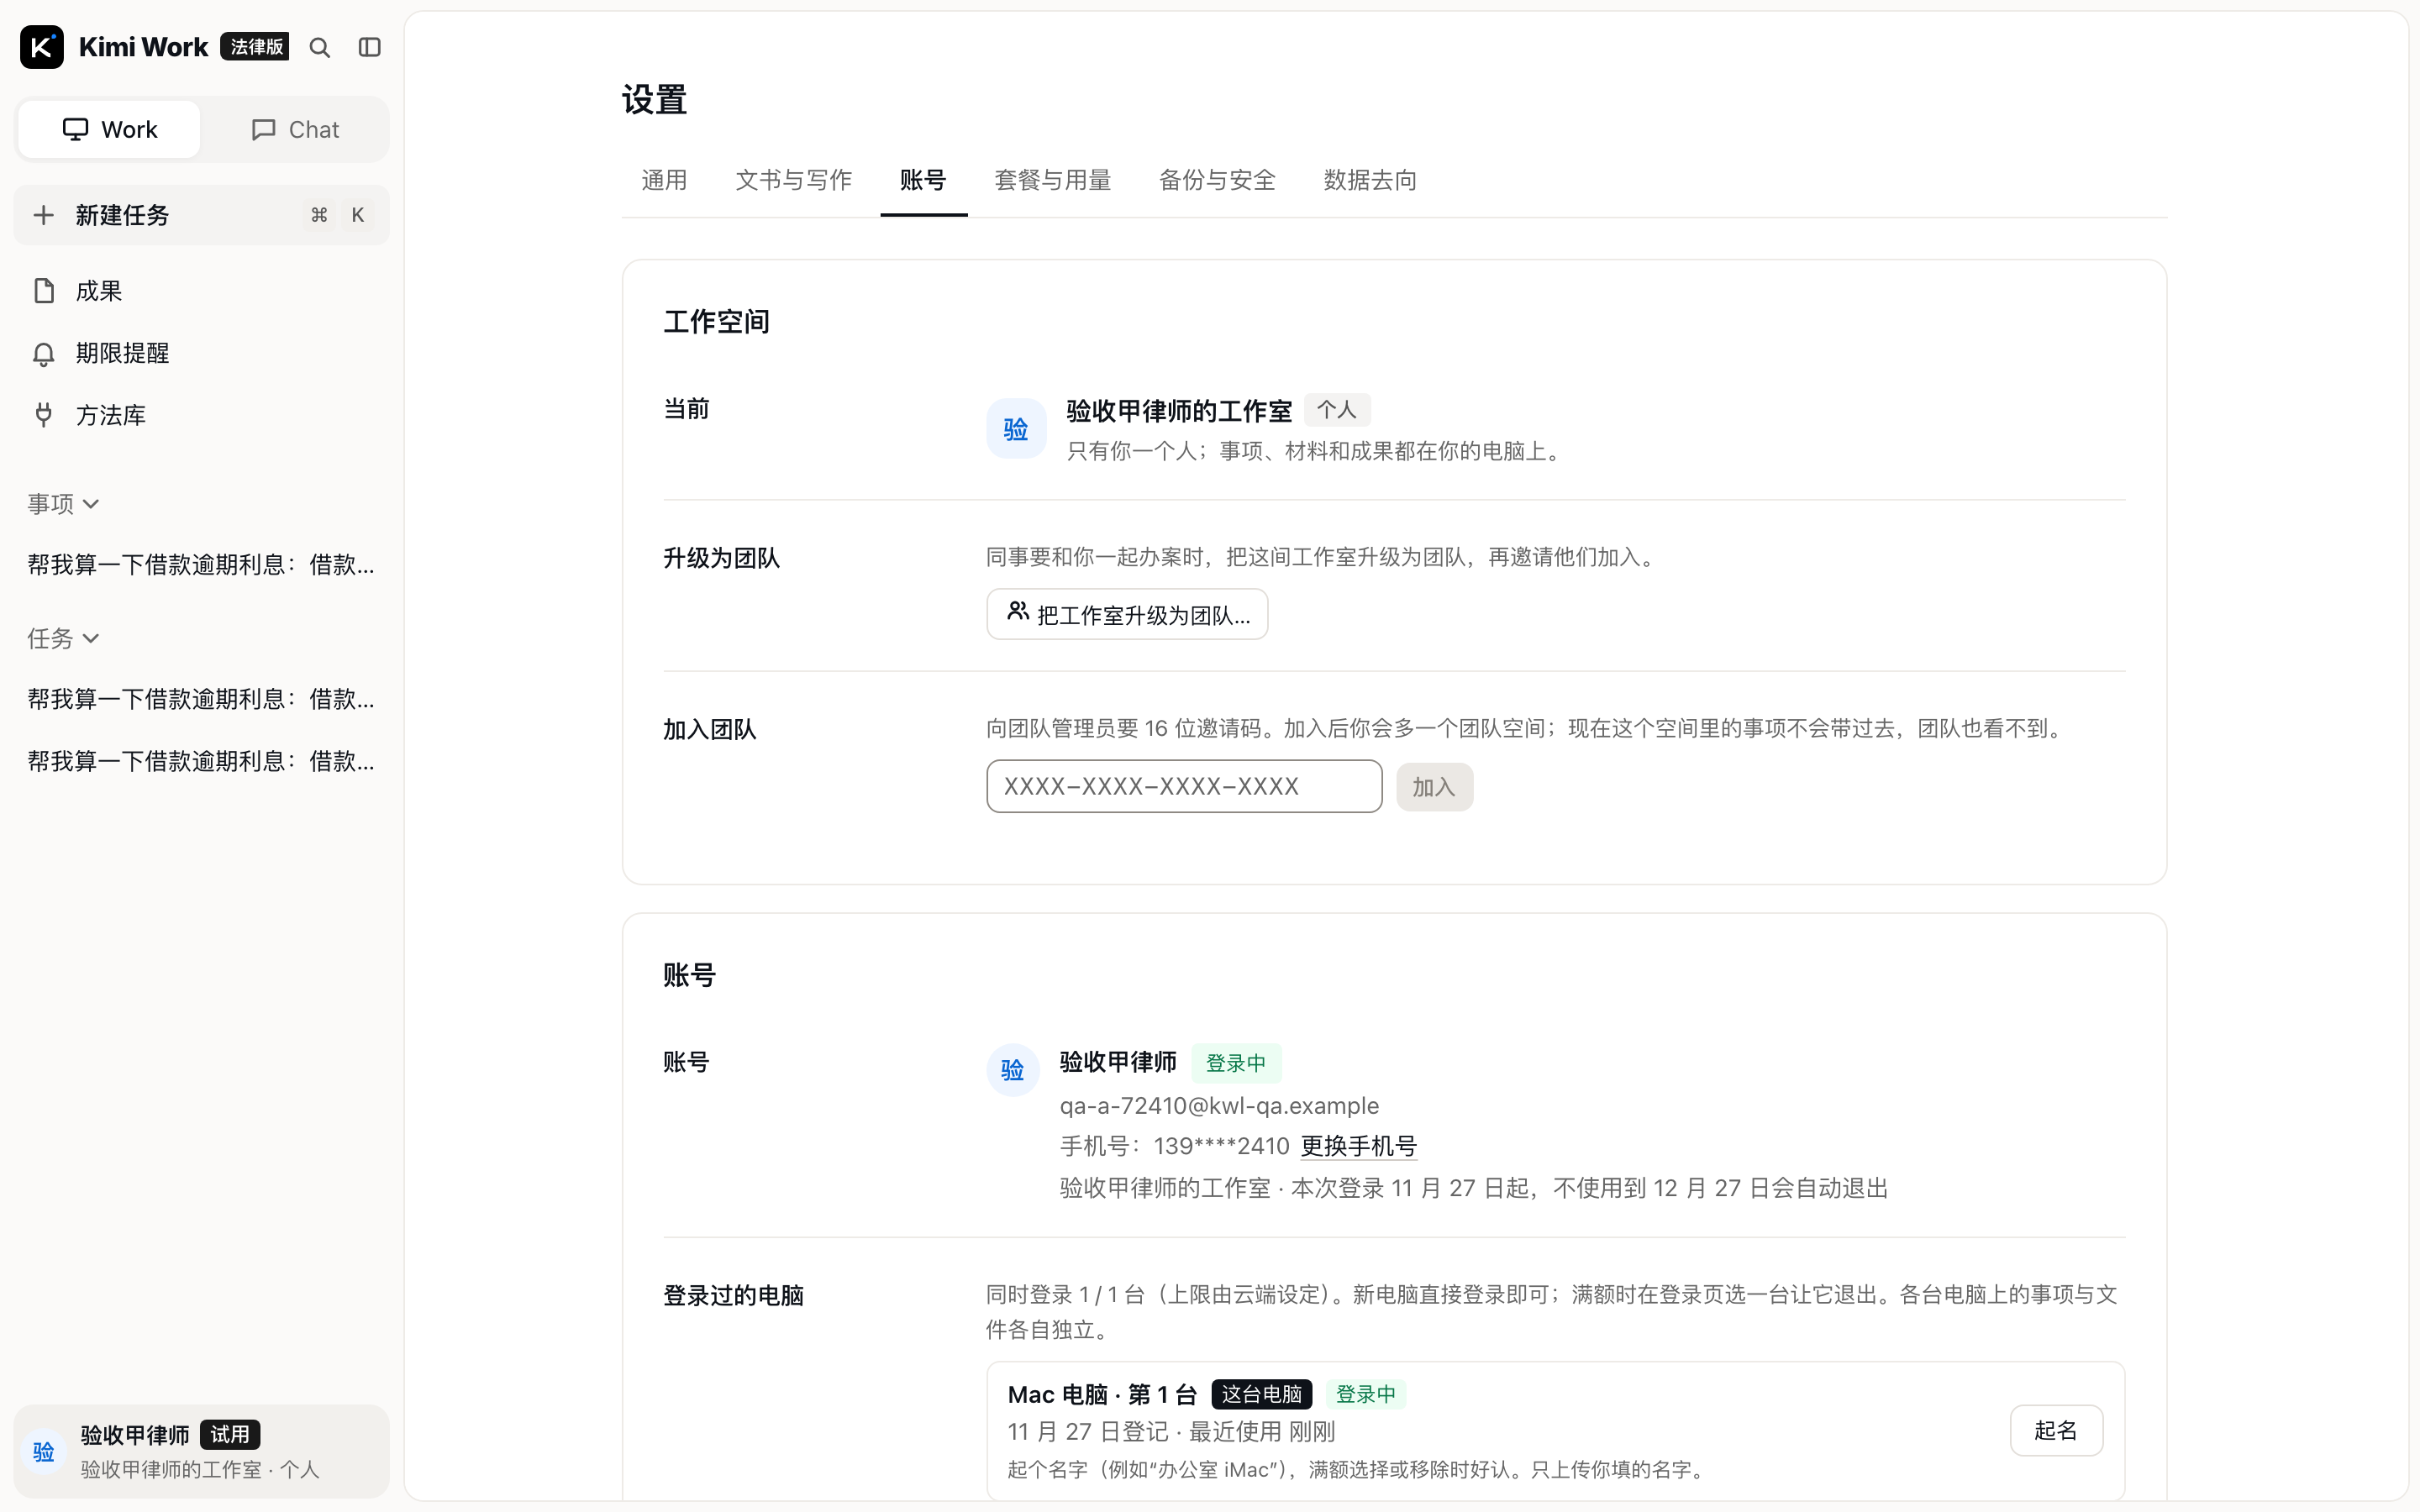 Kimi Work 法律版
Work
Chat
新建任务 ⌘ K
成果
期限提醒
方法库
事项
帮我算一下借款逾期利息：借款...
任务
帮我算一下借款逾期利息：借款...
帮我算一下借款逾期利息：借款...
验 验收甲律师 试用
验收甲律师的工作室 · 个人
设置
通用 文书与写作 账号 套餐与用量 备份与安全 数据去向
工作空间
当前
验 验收甲律师的工作室 个人
只有你一个人；事项、材料和成果都在你的电脑上。
升级为团队
同事要和你一起办案时，把这间工作室升级为团队，再邀请他们加入。
把工作室升级为团队...
加入团队
向团队管理员要 16 位邀请码。加入后你会多一个团队空间；现在这个空间里的事项不会带过去，团队也看不到。
XXXX-XXXX-XXXX-XXXX 加入
账号
账号
验 验收甲律师 登录中
qa-a-72410@kwl-qa.example
手机号：139****2410 更换手机号
验收甲律师的工作室 · 本次登录 11 月 27 日起，不使用到 12 月 27 日会自动退出
登录过的电脑
同时登录 1 / 1 台（上限由云端设定）。新电脑直接登录即可；满额时在登录页选一台让它退出。各台电脑上的事项与文
件各自独立。
Mac 电脑 · 第 1 台 这台电脑 登录中
11 月 27 日登记 · 最近使用 刚刚
起个名字（例如“办公室 iMac”），满额选择或移除时好认。只上传你填的名字。
起名